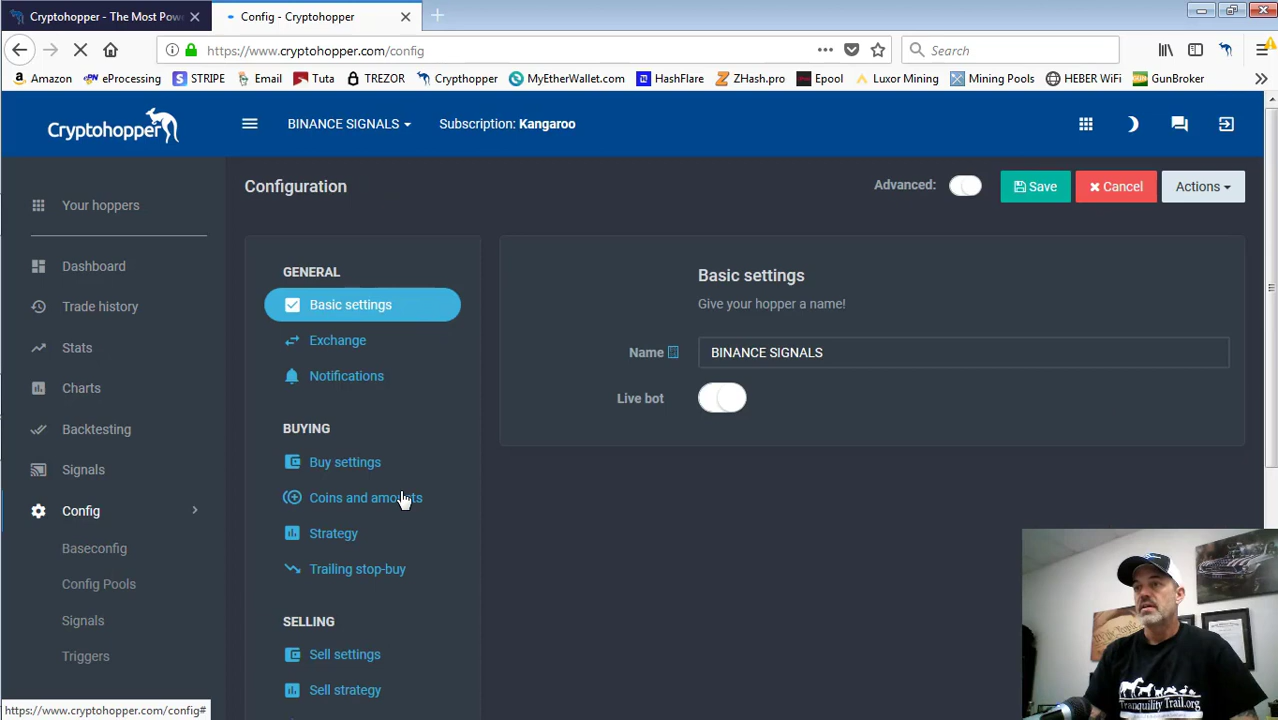 Cryptohopper - The Most Pow
Config - Cryptohopper
https://www.cryptohopper.com/config
Search
Amazon
eProcessing
STRIPE
Email
Tuta
TREZOR
Crypthopper
MyEtherWallet.com
HashFlare
ZHash.pro
Epool
Luxor Mining
Mining Pools
HEBER WiFi
GunBroker
Cryptohopper
BINANCE SIGNALS
Subscription: Kangaroo
Your hoppers
Dashboard
Trade history
Stats
Charts
Backtesting
Signals
Config
Baseconfig
Config Pools
Signals
Triggers
Configuration
Advanced:
Save
Cancel
Actions
GENERAL
Basic settings
Exchange
Notifications
BUYING
Buy settings
Coins and amounts
Strategy
Trailing stop-buy
SELLING
Sell settings
Sell strategy
Basic settings
Give your hopper a name!
Name
BINANCE SIGNALS
Live bot
https://www.cryptohopper.com/config#
Tranquility Trail.org